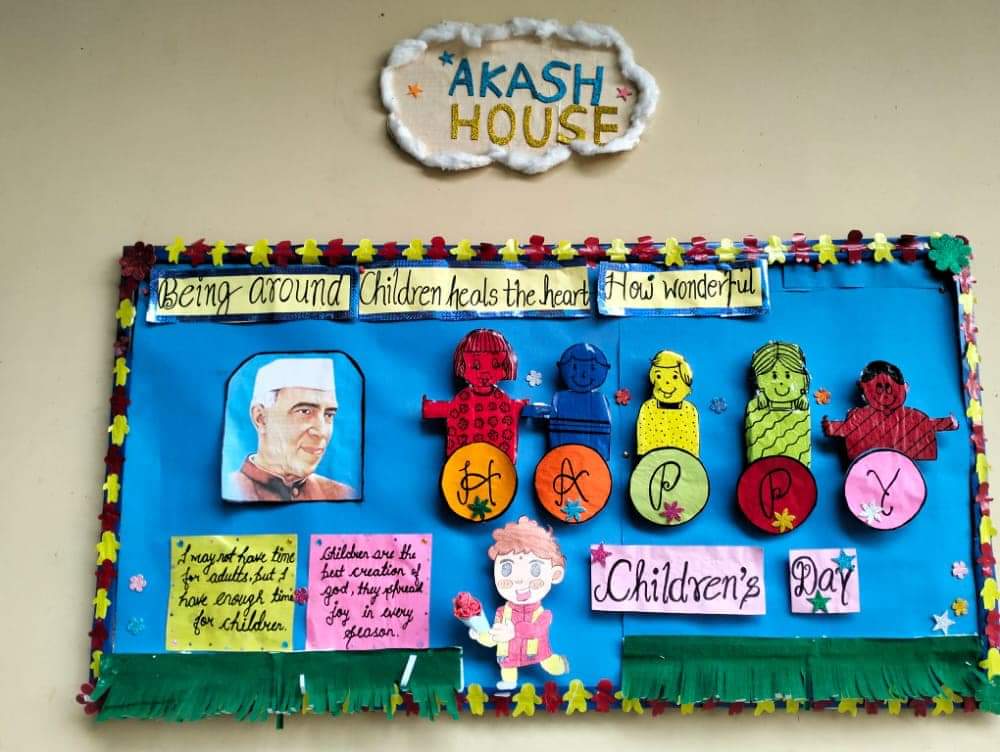 AKASH
HOUSE
Being around Children heals the heart How wonderful
H A P P Y
I may not have time
for adults, but I
have enough time
for children.
Children are the
best creation of
god, they spread
joy in every
season.
Children's Day